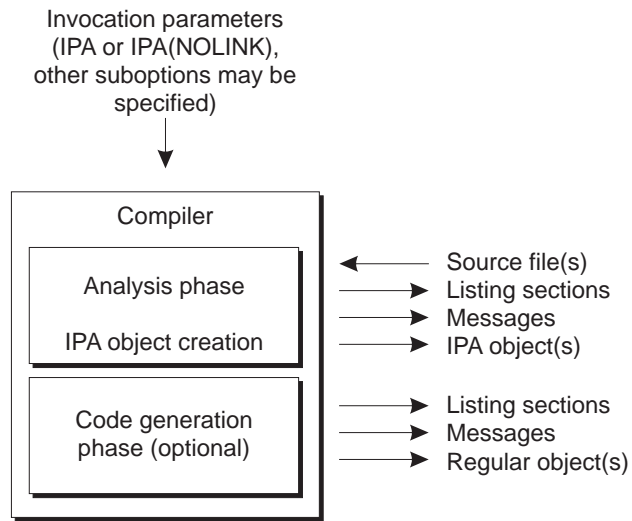 Invocation parameters
(IPA or IPA(NOLINK),
other suboptions may be
specified)
Compiler
Analysis phase
IPA object creation
Source file(s)
Listing sections
Messages
IPA object(s)
Code generation
phase (optional)
Listing sections
Messages
Regular object(s)